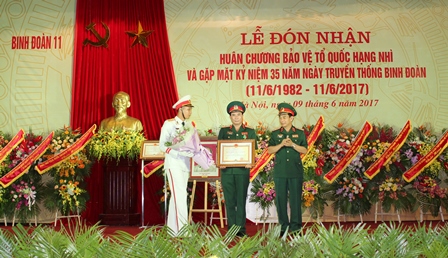 BINH ĐOÀN 11
LỄ ĐÓN NHẬN
HUÂN CHƯƠNG BẢO VỆ TỔ QUỐC HẠNG NHÌ
VÀ GẶP MẶT KỶ NIỆM 35 NĂM NGÀY TRUYỀN THỐNG BINH ĐOÀN
(11/6/1982 - 11/6/2017)
Hà Nội, ngày 09 tháng 6 năm 2017